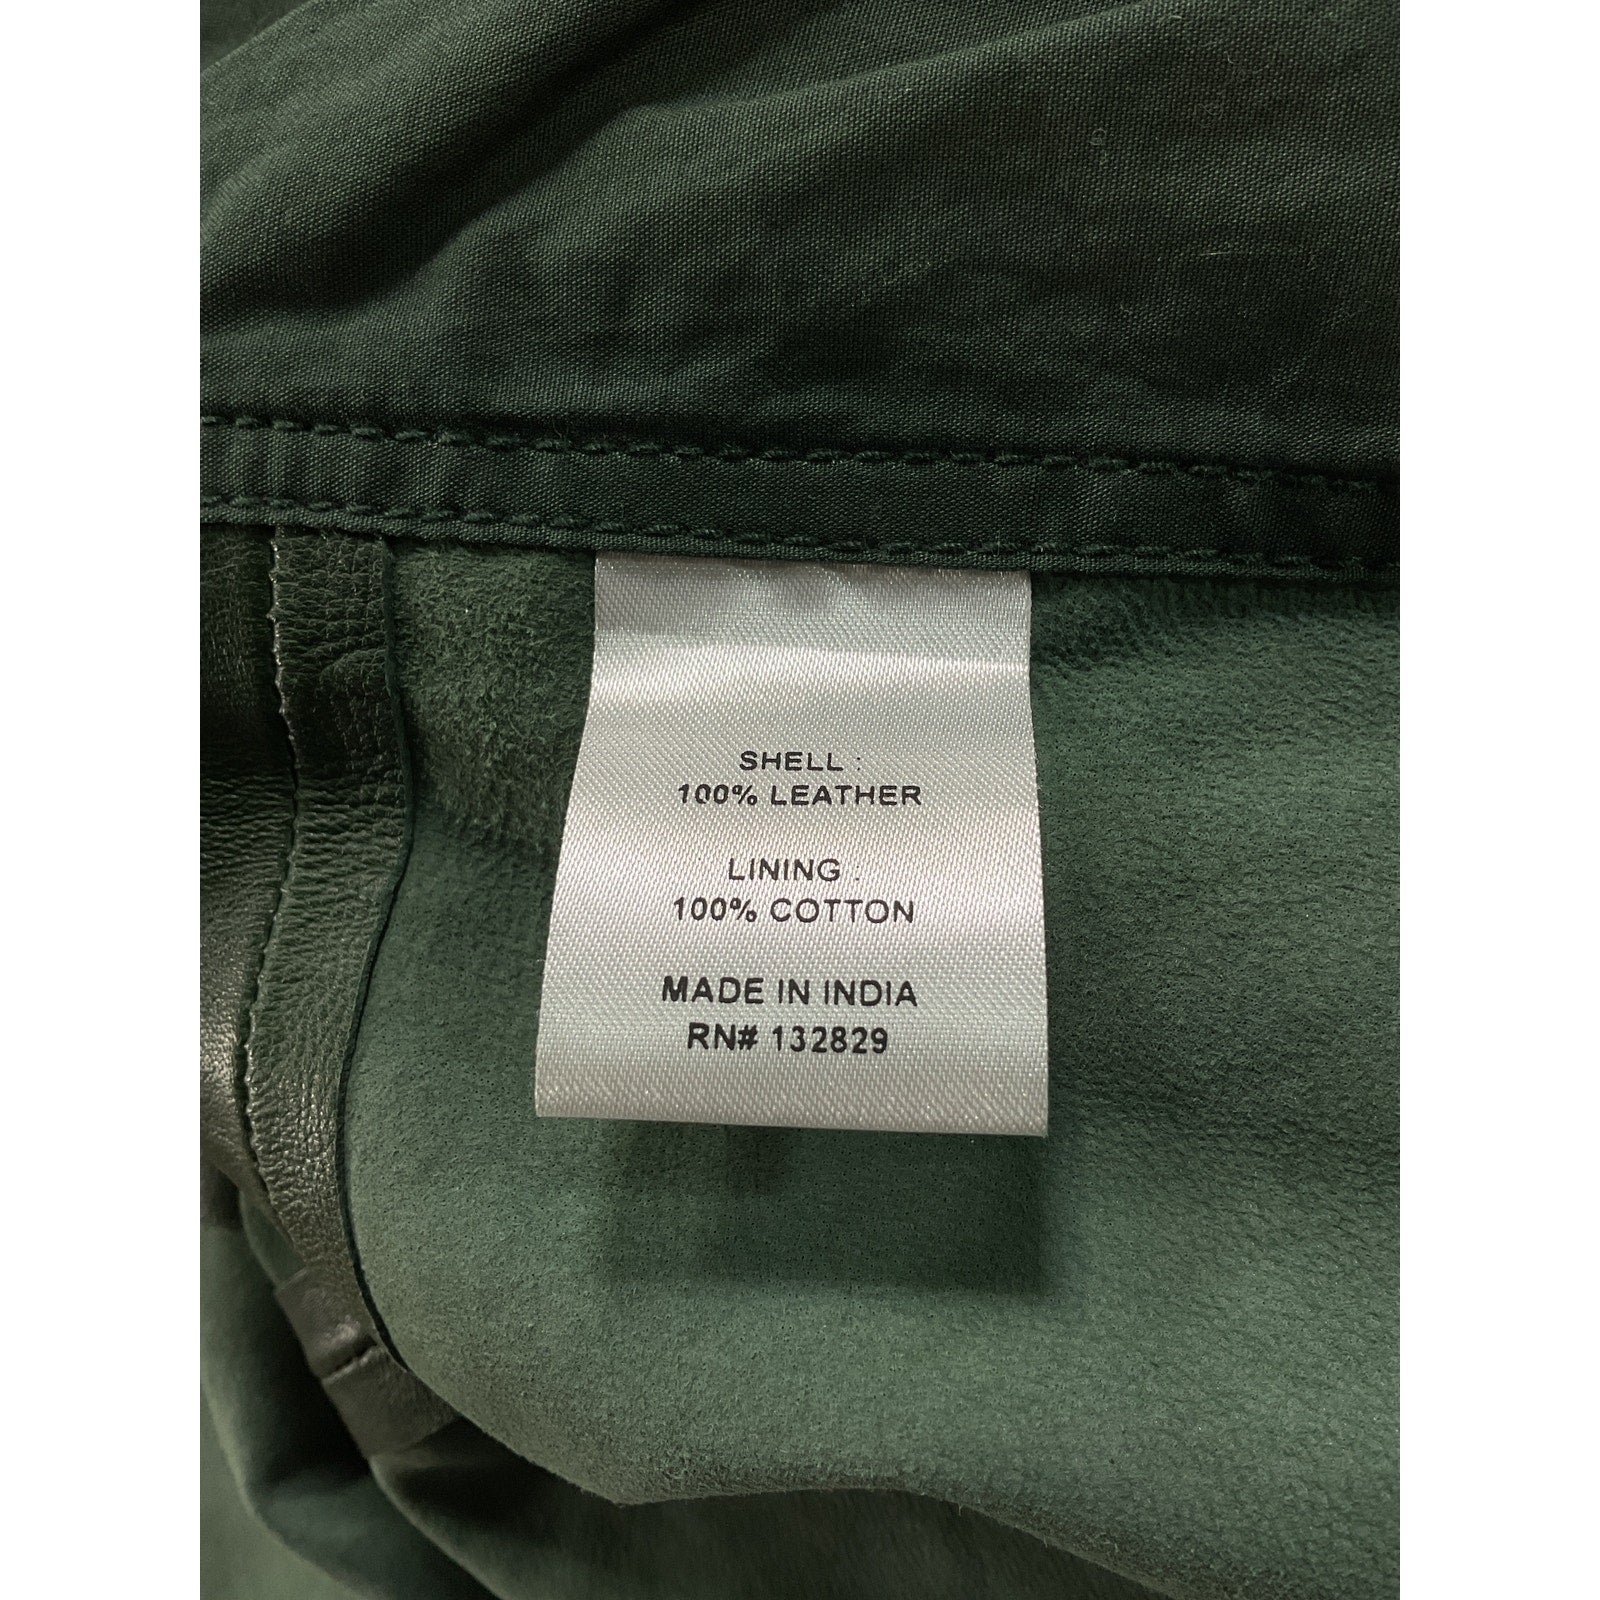 SHELL :
100% LEATHER
LINING :
100% COTTON
MADE IN INDIA
RN# 132829